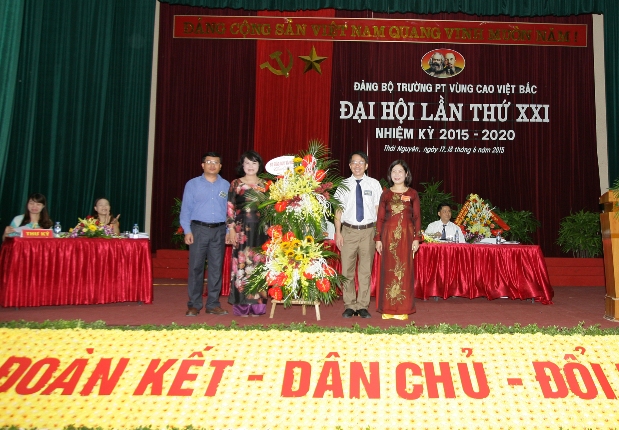 ĐẢNG CỘNG SẢN VIỆT NAM QUANG VINH MUÔN NĂM !
ĐẢNG BỘ TRƯỜNG PT VÙNG CAO VIỆT BẮC
ĐẠI HỘI LẦN THỨ XXI
NHIỆM KỲ 2015 - 2020
Thái Nguyên, ngày 17, 18 tháng 6 năm 2015
THƯ KÝ
ĐOÀN KẾT - DÂN CHỦ - ĐỔI